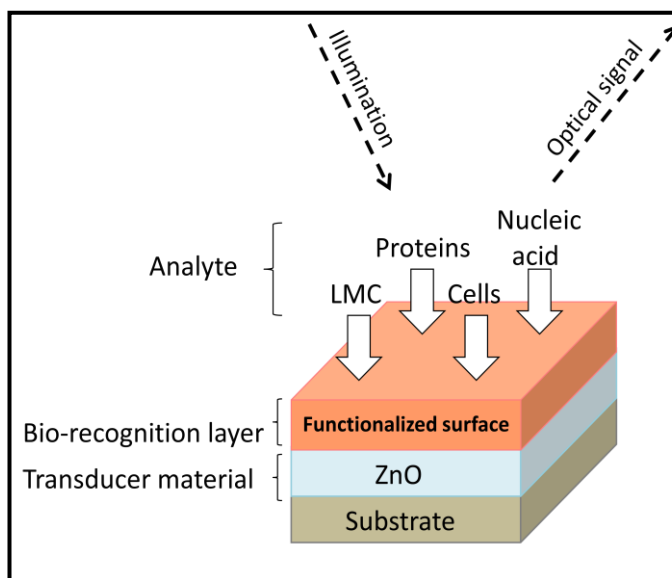 Illumination
Optical signal
Nucleic
acid
Proteins
Analyte
LMC
Cells
Bio-recognition layer
Functionalized surface
Transducer material
ZnO
Substrate